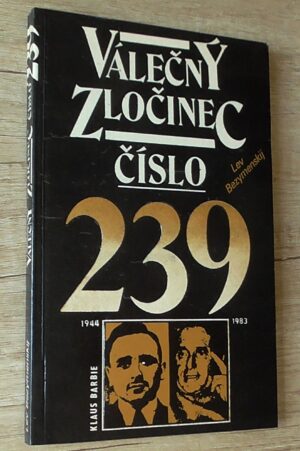 VÁLEČNÝ
ZLOČINEC
ČÍSLO
Lev
Bezymenskij
239
1944
1983
KLAUS BARBIE